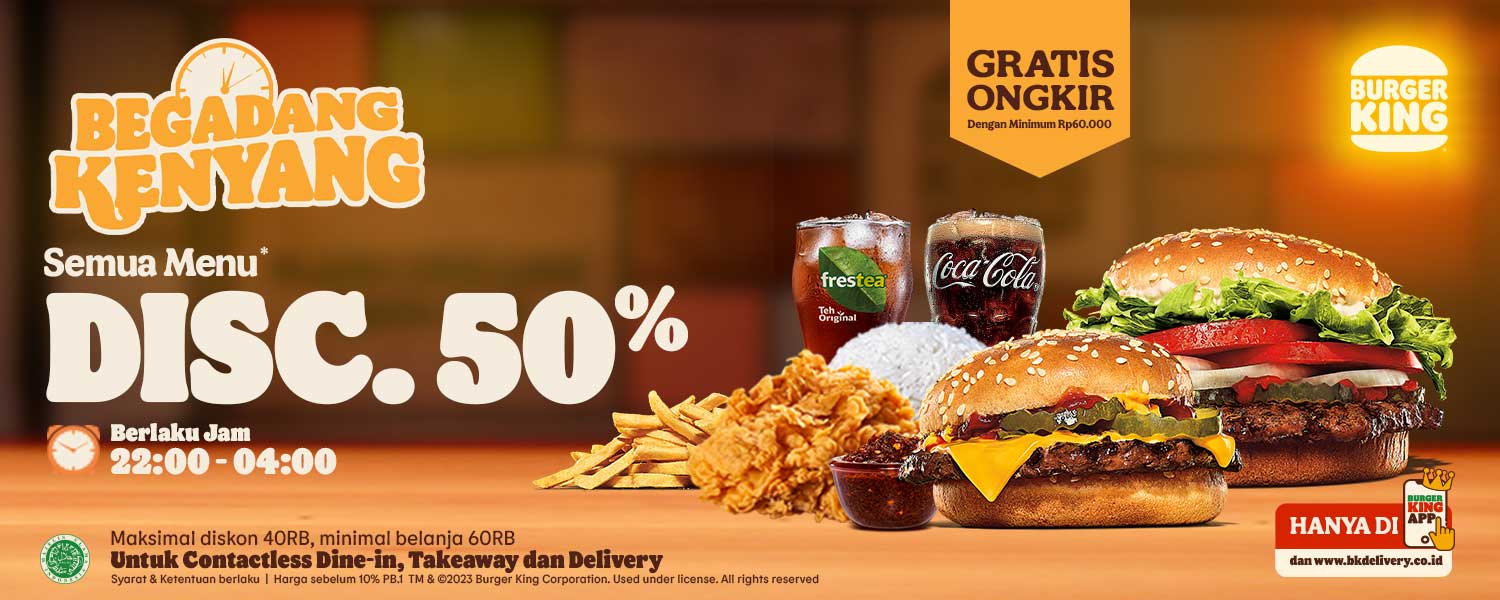 BEGADANG
KENYANG
Semua Menu*
DISC. 50%
Berlaku Jam
22:00 - 04:00
GRATIS
ONGKIR
Dengan Minimum Rp60.000
BURGER
KING
frestea
Teh
Original
Coca-Cola
Maksimal diskon 40RB, minimal belanja 60RB
Untuk Contactless Dine-in, Takeaway dan Delivery
Syarat & Ketentuan berlaku | Harga sebelum 10% PB.1 TM & ©2023 Burger King Corporation. Used under license. All rights reserved
HANYA DI
BURGER
KING
APP
dan www.bkdelivery.co.id